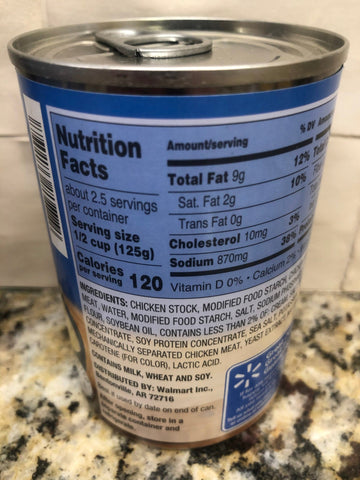 Nutrition Facts
about 2.5 servings
per container
Serving size
1/2 cup (125g)
Calories
per serving 120
Amount/serving % DV
Total Fat 9g 12%
Sat. Fat 2g 10%
Trans Fat 0g
Cholesterol 10mg 3%
Sodium 870mg 38%
Vitamin D 0% • Calcium 2%
INGREDIENTS: CHICKEN STOCK, MODIFIED FOOD STARCH,
MEAT, WATER, MODIFIED FOOD STARCH, SALT, SODIUM
FLOUR, SOYBEAN OIL. CONTAINS LESS THAN 2% OF: CREAM
CONCENTRATE, SOY PROTEIN CONCENTRATE, SEA SALT,
MECHANICALLY SEPARATED CHICKEN MEAT, YEAST
CAROTENE (FOR COLOR), LACTIC ACID.
CONTAINS MILK, WHEAT AND SOY.
DISTRIBUTED BY: Walmart Inc.,
Bentonville, AR 72716
use by date on end of can.
opening, store in a
container and